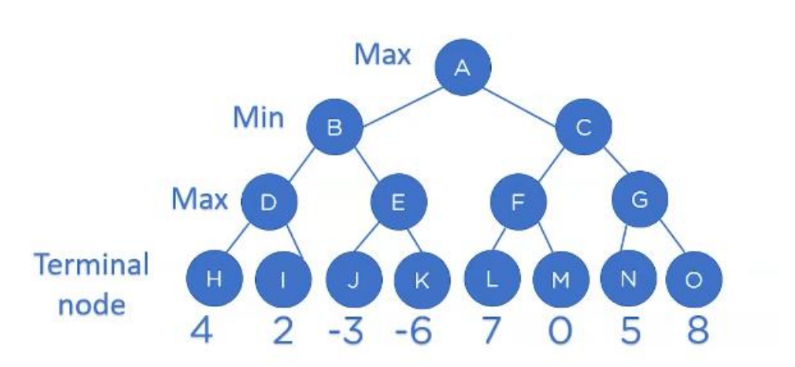 Max A
Min B C
Max D E F G
Terminal
node
H I J K L M N O
4 2 -3 -6 7 0 5 8